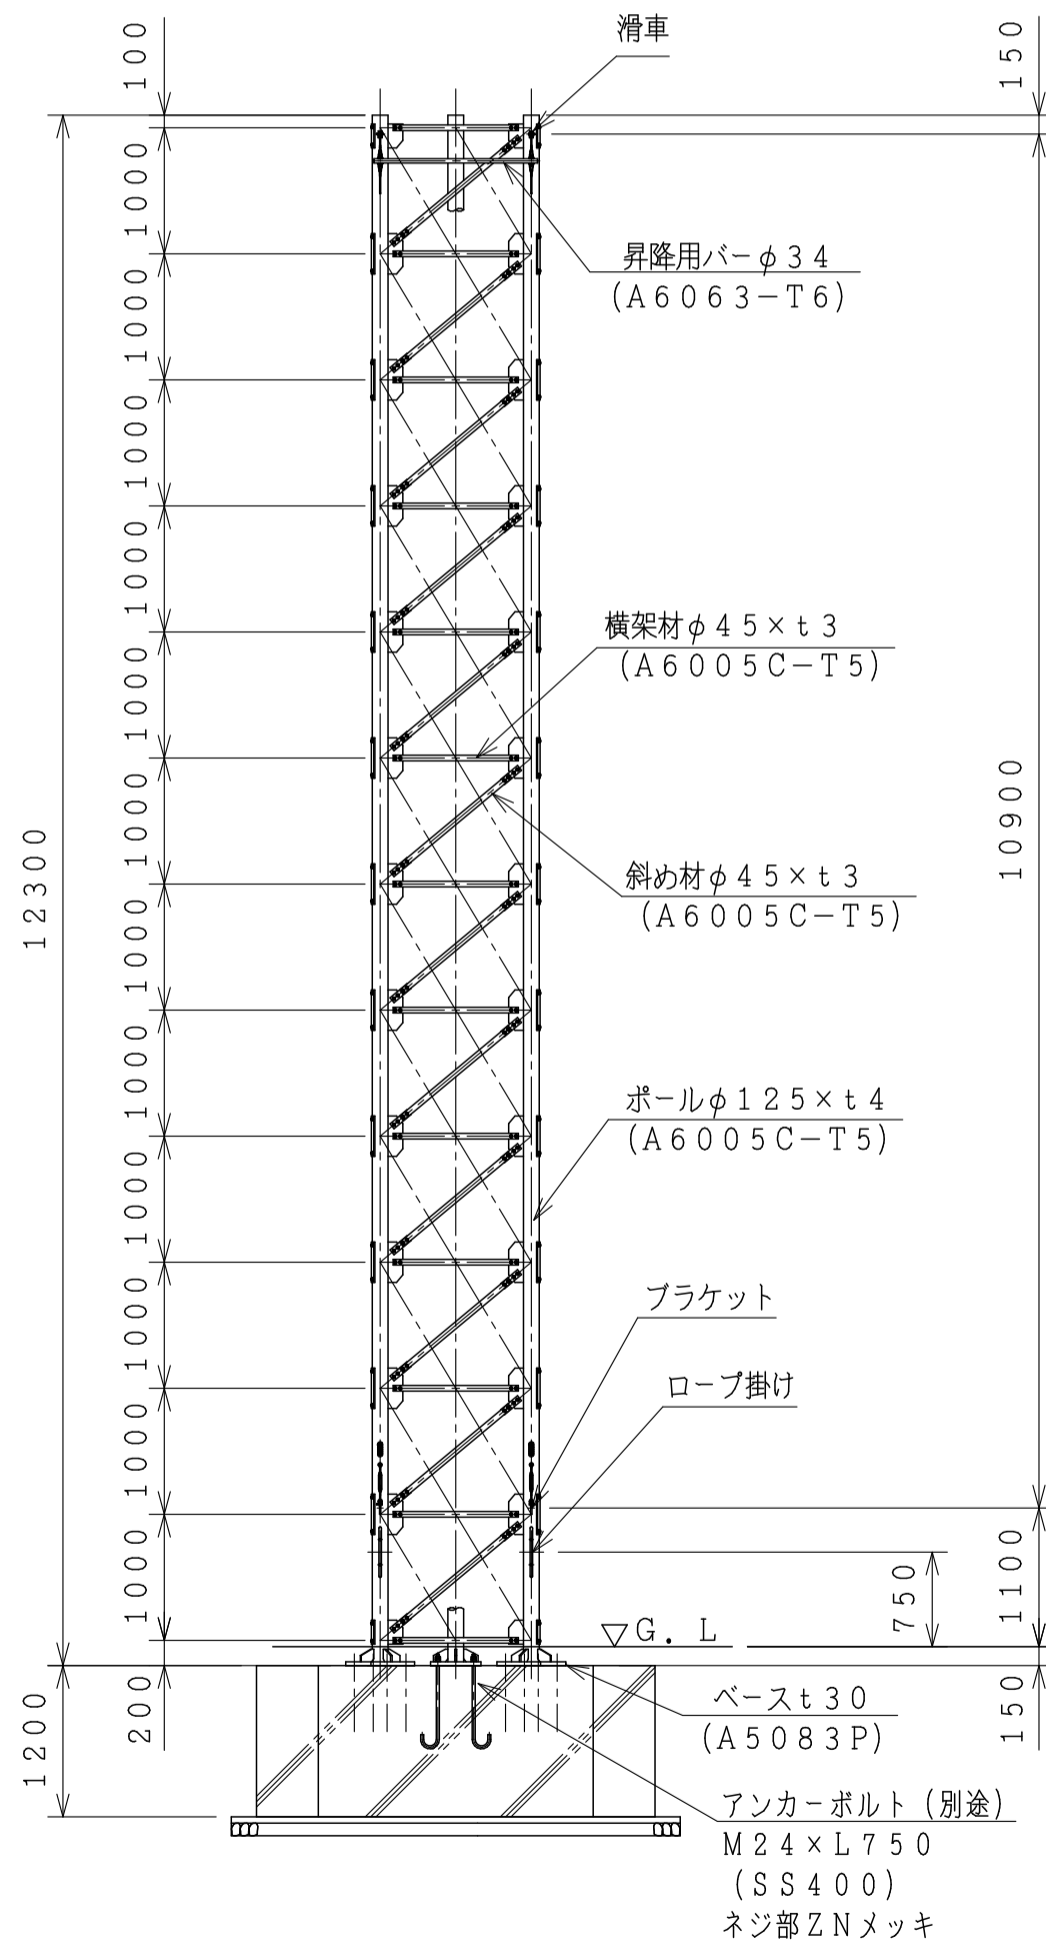 滑車
100
150
昇降用バーφ34
(A6063-T6)
1000
1000
1000
1000
1000
1000
1000
1000
1000
1000
1000
1000
200
12300
1200
横架材φ45×t3
(A6005C-T5)
斜め材φ45×t3
(A6005C-T5)
10900
ポールφ125×t4
(A6005C-T5)
ブラケット
ロープ掛け
750
1100
▽G.L
150
ベースt30
(A5083P)
アンカーボルト(別途)
M24×L750
(SS400)
ネジ部ZNメッキ